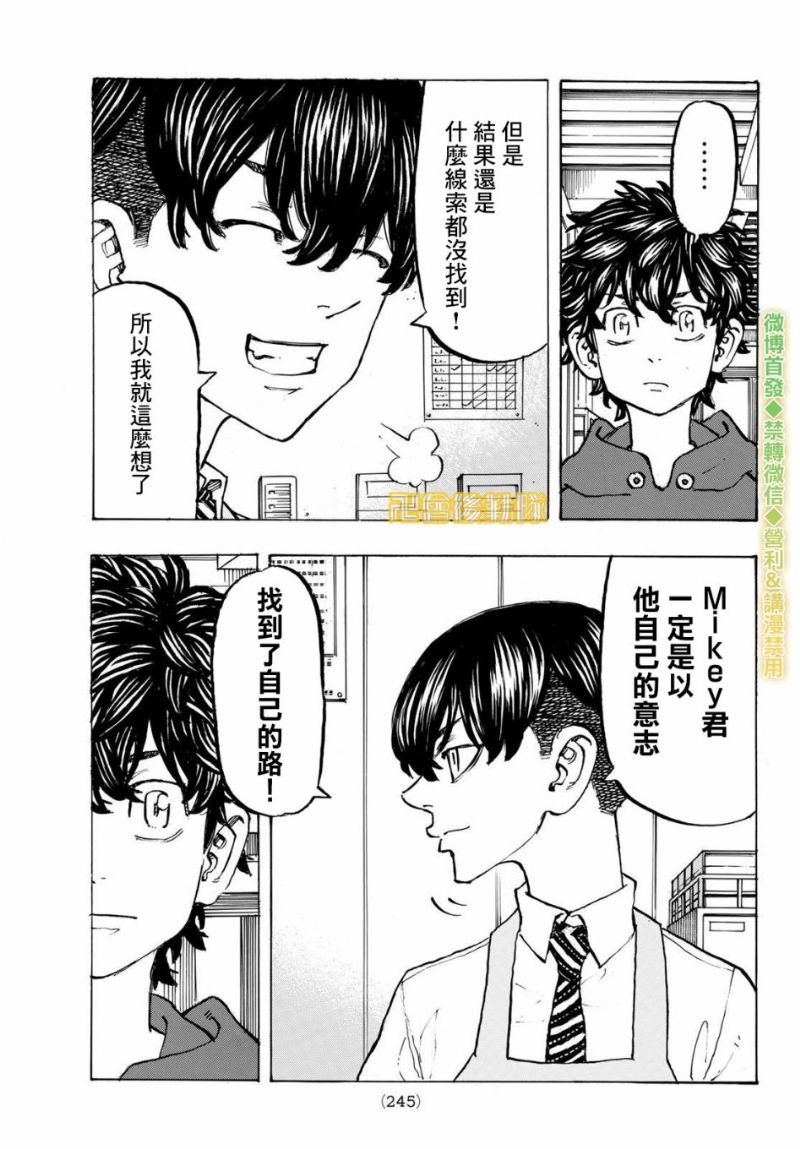 ……
但是
結果還是
什麼線索都沒找到！
所以我就這麼想了
Mikey君
一定是以
他自己的意志
找到了自己的路！
微博首發◆禁轉微信◆營利&講漫禁用
(245)